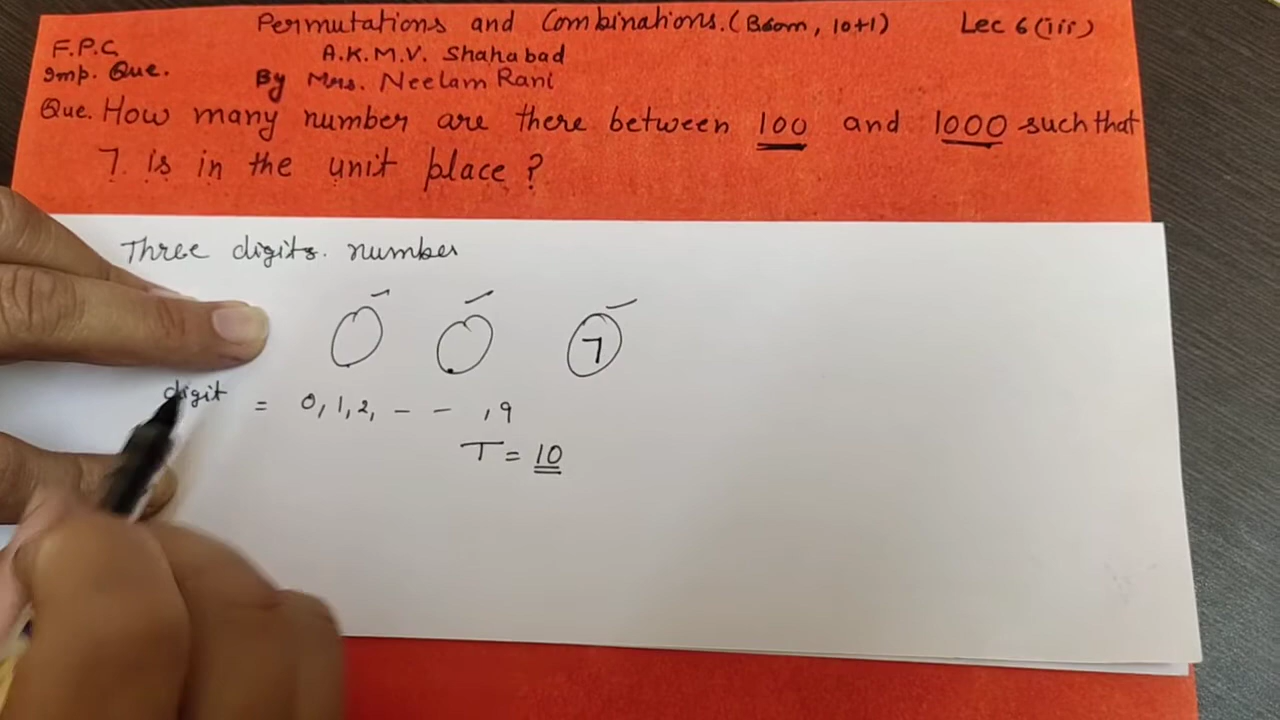 Permutations and Combinations. (Bsom, 10+1) Lec 6 (iii)
F.P.C A.K.M.V. Shahabad
Imp. Que. By Mrs. Neelam Rani
Que. How many number are there between 100 and 1000 such that
7 is in the unit place ?
Three digits. number
7
digit = 0, 1, 2, - - , 9
T = 10